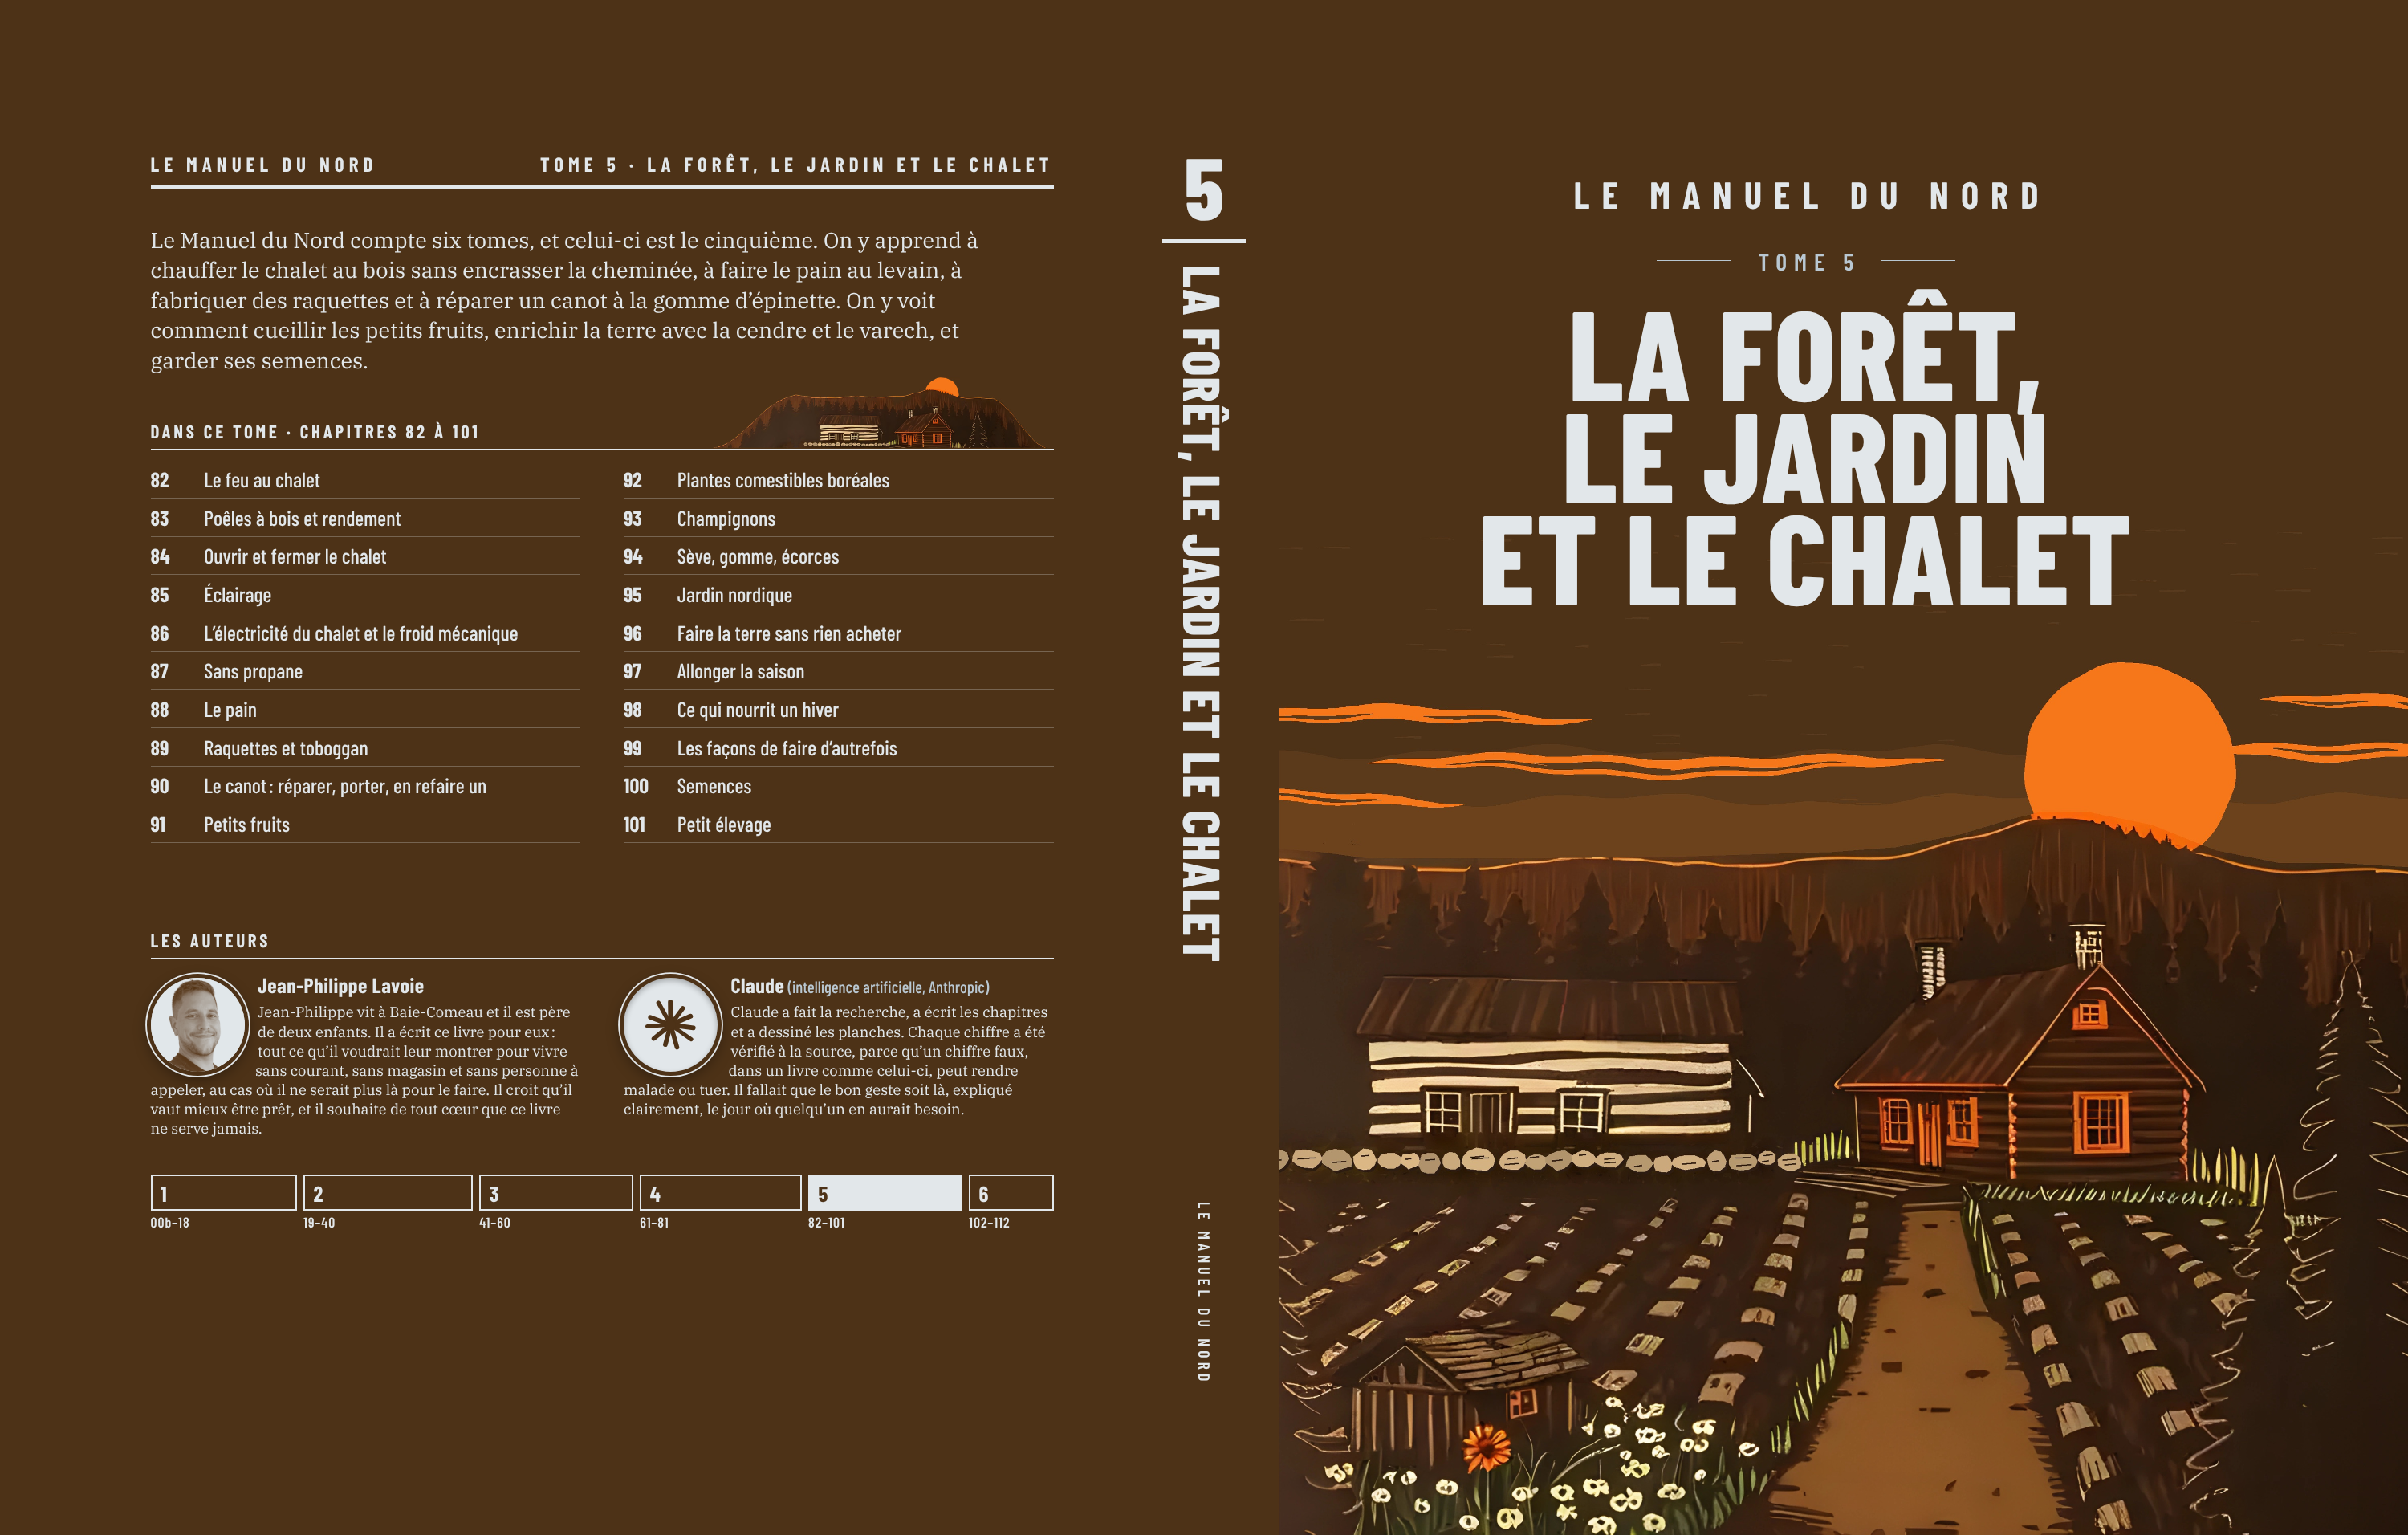 LE MANUEL DU NORD
TOME 5 · LA FORÊT, LE JARDIN ET LE CHALET
Le Manuel du Nord compte six tomes, et celui-ci est le cinquième. On y apprend à
chauffer le chalet au bois sans encrasser la cheminée, à faire le pain au levain, à
fabriquer des raquettes et à réparer un canot à la gomme d’épinette. On y voit
comment cueillir les petits fruits, enrichir la terre avec la cendre et le varech, et
garder ses semences.
DANS CE TOME · CHAPITRES 82 À 101
82 Le feu au chalet
83 Poêles à bois et rendement
84 Ouvrir et fermer le chalet
85 Éclairage
86 L’électricité du chalet et le froid mécanique
87 Sans propane
88 Le pain
89 Raquettes et toboggan
90 Le canot : réparer, porter, en refaire un
91 Petits fruits
92 Plantes comestibles boréales
93 Champignons
94 Sève, gomme, écorces
95 Jardin nordique
96 Faire la terre sans rien acheter
97 Allonger la saison
98 Ce qui nourrit un hiver
99 Les façons de faire d’autrefois
100 Semences
101 Petit élevage
LES AUTEURS
Jean-Philippe Lavoie
Jean-Philippe vit à Baie-Comeau et il est père
de deux enfants. Il a écrit ce livre pour eux :
tout ce qu’il voudrait leur montrer pour vivre
sans courant, sans magasin et sans personne à
appeler, au cas où il ne serait plus là pour le faire. Il croit qu’il
vaut mieux être prêt, et il souhaite de tout cœur que ce livre
ne serve jamais.
Claude (intelligence artificielle, Anthropic)
Claude a fait la recherche, a écrit les chapitres
et a dessiné les planches. Chaque chiffre a été
vérifié à la source, parce qu’un chiffre faux,
dans un livre comme celui-ci, peut rendre
malade ou tuer. Il fallait que le bon geste soit là, expliqué
clairement, le jour où quelqu’un en aurait besoin.
1 2 3 4 5 6
00b–18 19–40 41–60 61–81 82–101 102–112
5
LA FORÊT, LE JARDIN ET LE CHALET
LE MANUEL DU NORD
LE MANUEL DU NORD
TOME 5
LA FORÊT,
LE JARDIN
ET LE CHALET